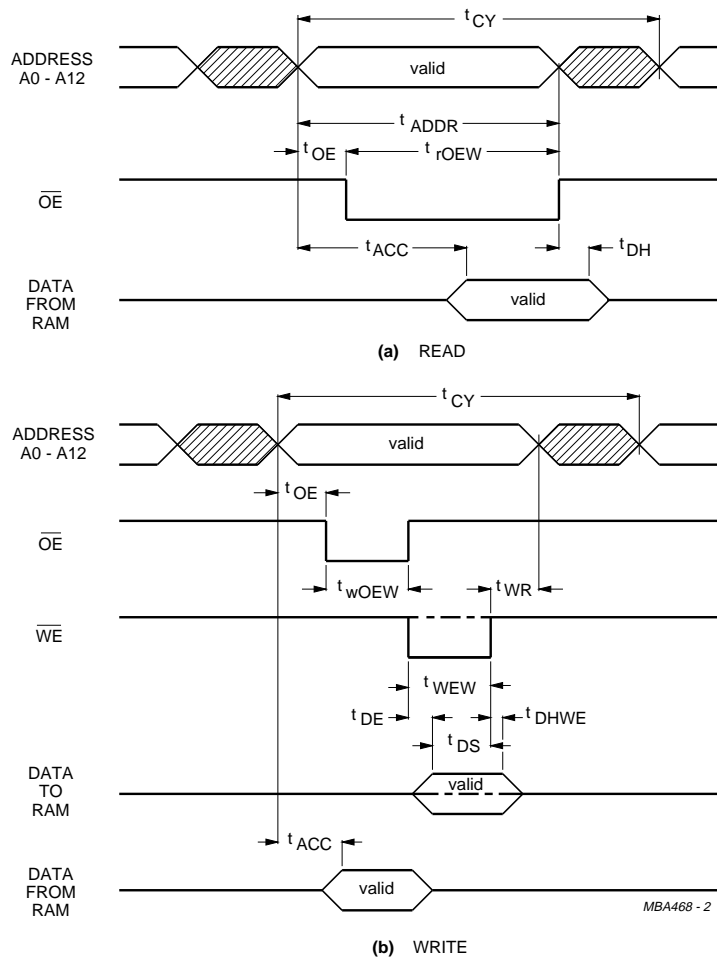 t CY
ADDRESS
A0 - A12
valid
t ADDR
t OE
t rOEW
OE
t ACC
t DH
DATA
FROM
RAM
valid
(a) READ
t CY
ADDRESS
A0 - A12
valid
t OE
OE
t wOEW
t WR
WE
t WEW
t DE
t DHWE
t DS
DATA
TO
RAM
valid
t ACC
DATA
FROM
RAM
valid
MBA468 - 2
(b) WRITE